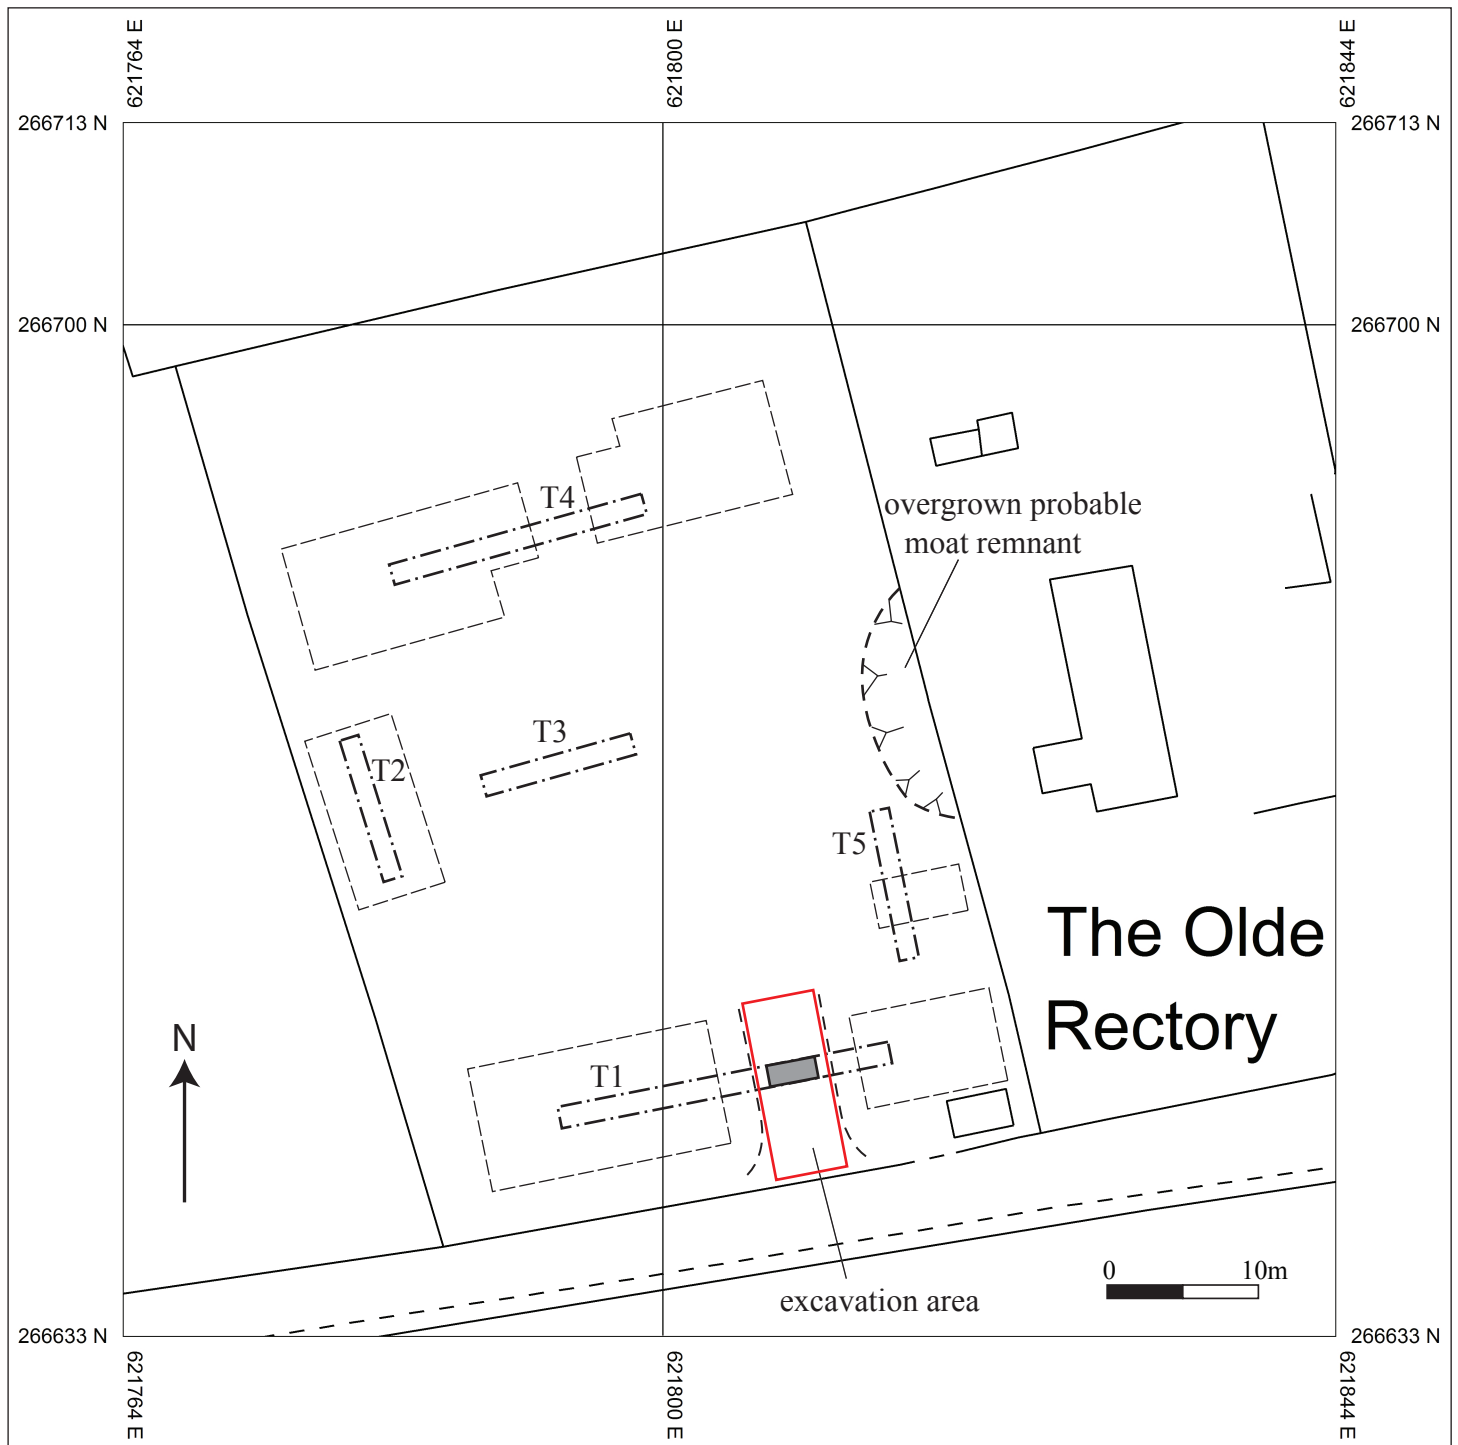 621764 E
621800 E
621844 E
266713 N
266713 N
266700 N
266700 N
T4
overgrown probable
moat remnant
T3
T2
T5
The Olde
Rectory
N
T1
0
10m
excavation area
266633 N
266633 N
621764 E
621800 E
621844 E